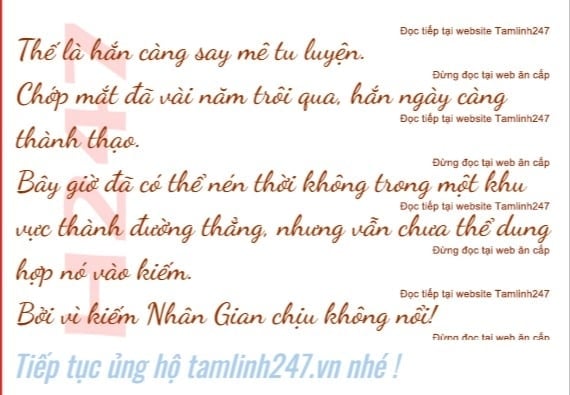 Đọc tiếp tại website Tamlinh247
Thế là hắn càng say mê tu luyện.
Đừng đọc tại web ăn cắp
Chớp mắt đã vài năm trôi qua, hắn ngày càng
Đọc tiếp tại website Tamlinh247
thành thạo.
Đừng đọc tại web ăn cắp
Bây giờ đã có thể nén thời không trong một khu
Đọc tiếp tại website Tamlinh247
vực thành đường thẳng, nhưng vẫn chưa thể dung
Đừng đọc tại web ăn cắp
hợp nó vào kiếm.
Đọc tiếp tại website Tamlinh247
Bởi vì kiếm Nhân Gian chịu không nổi!
Đừng đọc tại web ăn cắp
H247
Tiếp tục ủng hộ tamlinh247.vn nhé !